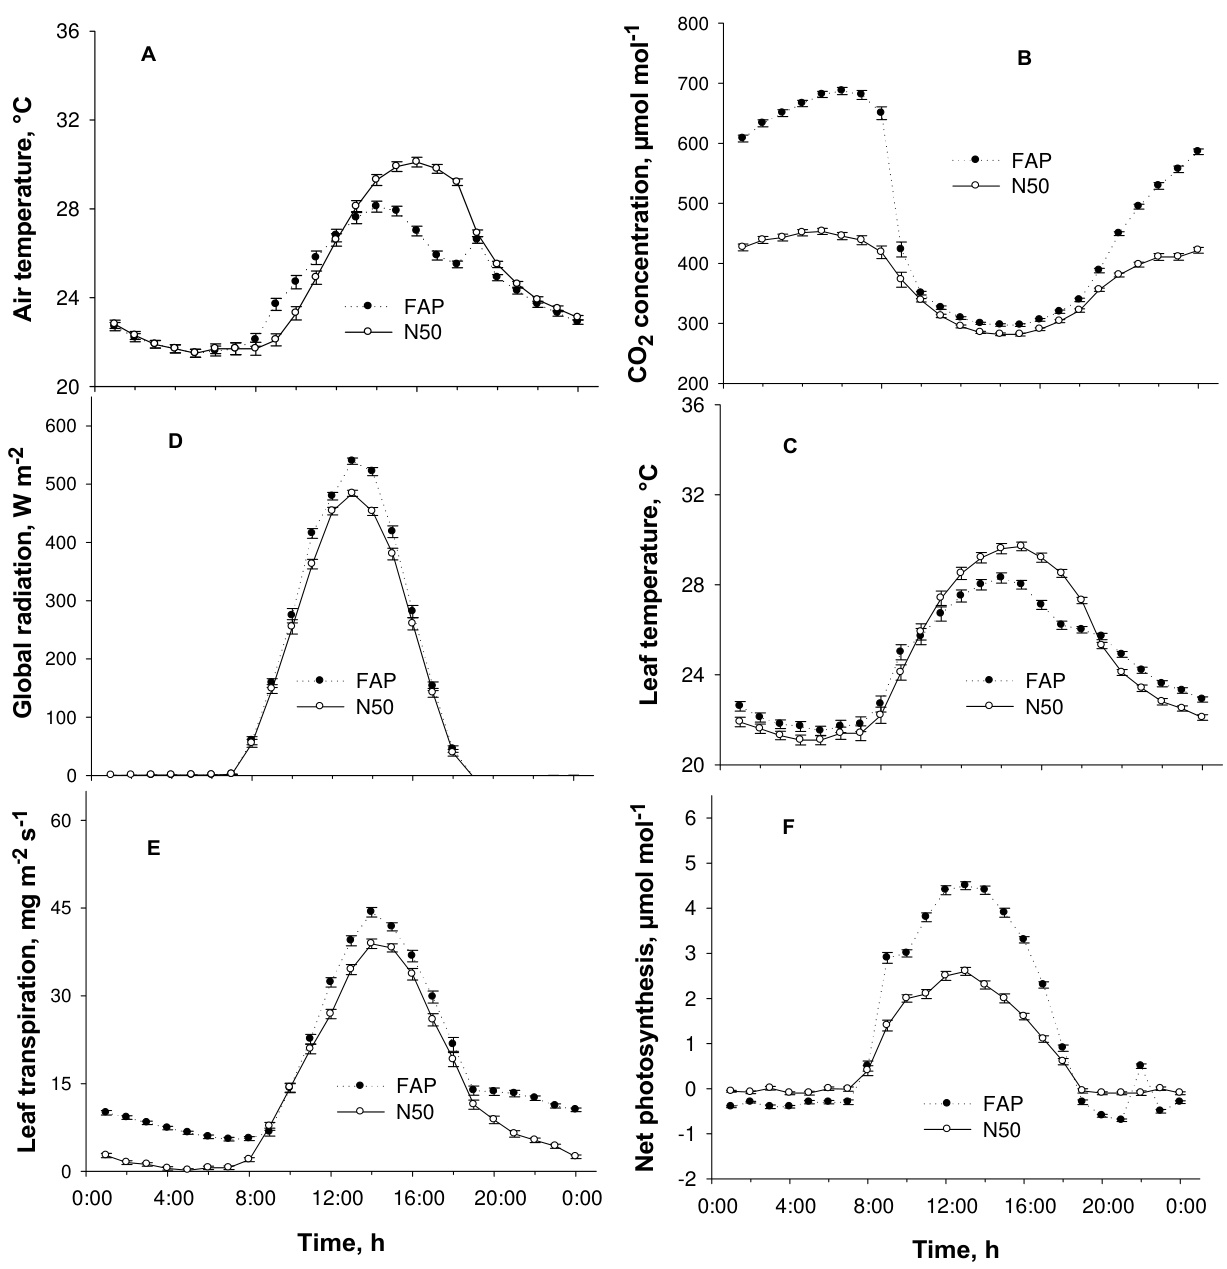 A
Air temperature, °C
36
32
28
24
20
FAP
N50
B
CO2 concentration, µmol mol-1
800
700
600
500
400
300
200
FAP
N50
D
Global radiation, W m-2
600
500
400
300
200
100
0
FAP
N50
C
Leaf temperature, °C
36
32
28
24
20
FAP
N50
E
Leaf transpiration, mg m-2 s-1
60
45
30
15
0
FAP
N50
0:00 4:00 8:00 12:00 16:00 20:00 0:00
Time, h
F
Net photosynthesis, µmol mol-1
6
5
4
3
2
1
0
-1
-2
FAP
N50
0:00 4:00 8:00 12:00 16:00 20:00 0:00
Time, h